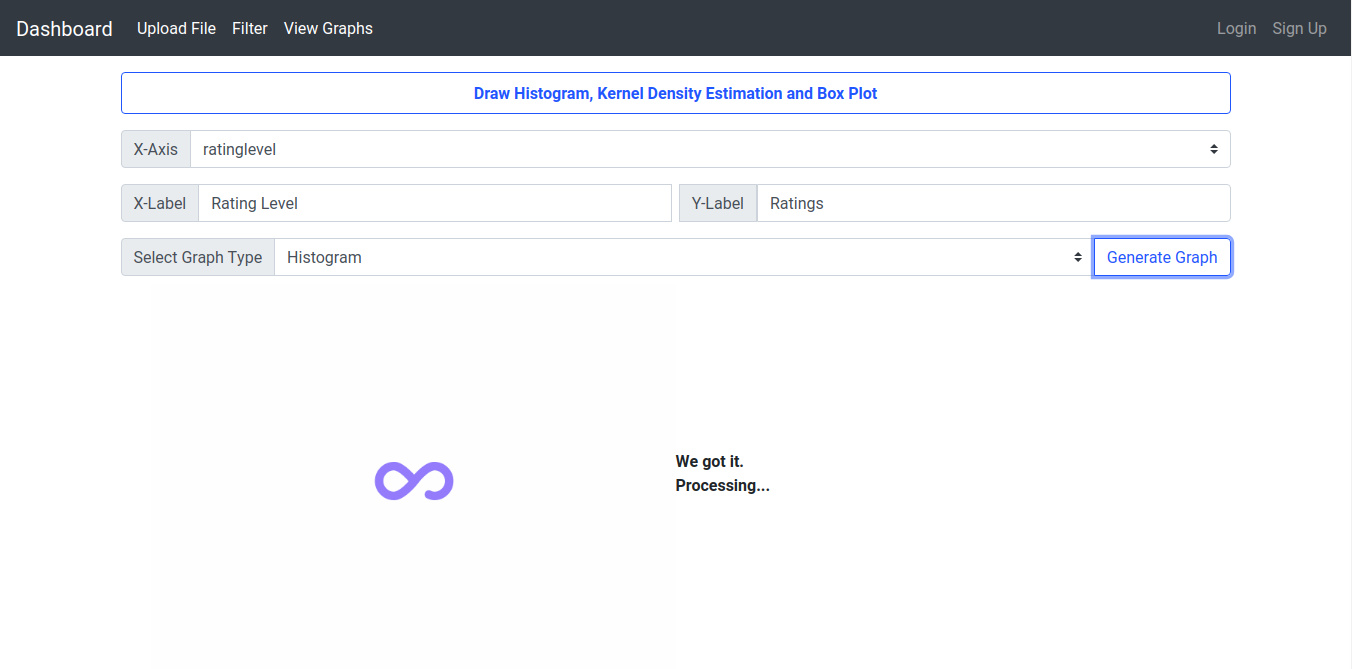 Dashboard Upload File Filter View Graphs Login Sign Up
Draw Histogram, Kernel Density Estimation and Box Plot
X-Axis ratinglevel
X-Label Rating Level Y-Label Ratings
Select Graph Type Histogram Generate Graph
We got it.
Processing...